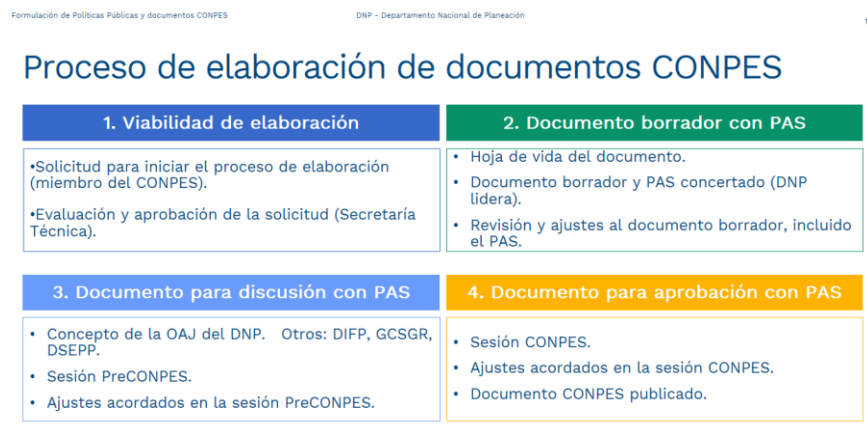 Formulación de Políticas Públicas y documentos CONPES
DNP - Departamento Nacional de Planeación
Proceso de elaboración de documentos CONPES
1. Viabilidad de elaboración
•Solicitud para iniciar el proceso de elaboración
(miembro del CONPES).
•Evaluación y aprobación de la solicitud (Secretaría
Técnica).
2. Documento borrador con PAS
• Hoja de vida del documento.
• Documento borrador y PAS concertado (DNP
lidera).
• Revisión y ajustes al documento borrador, incluido
el PAS.
3. Documento para discusión con PAS
• Concepto de la OAJ del DNP. Otros: DIFP, GCSGR,
DSEPP.
• Sesión PreCONPES.
• Ajustes acordados en la sesión PreCONPES.
4. Documento para aprobación con PAS
• Sesión CONPES.
• Ajustes acordados en la sesión CONPES.
• Documento CONPES publicado.